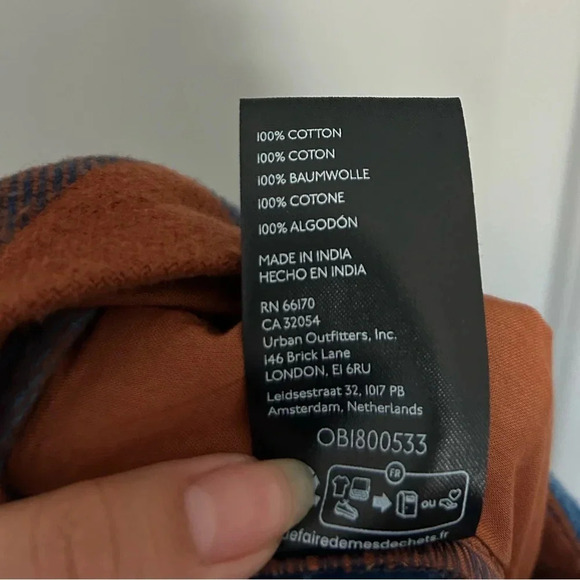 100% COTTON
100% COTON
100% BAUMWOLLE
100% COTONE
100% ALGODÓN
MADE IN INDIA
HECHO EN INDIA
RN 66170
CA 32054
Urban Outfitters, Inc.
146 Brick Lane
LONDON, E1 6RU
Leidsestraat 32, 1017 PB
Amsterdam, Netherlands
OB1800533
FR
OU
efairedemesdechets.fr